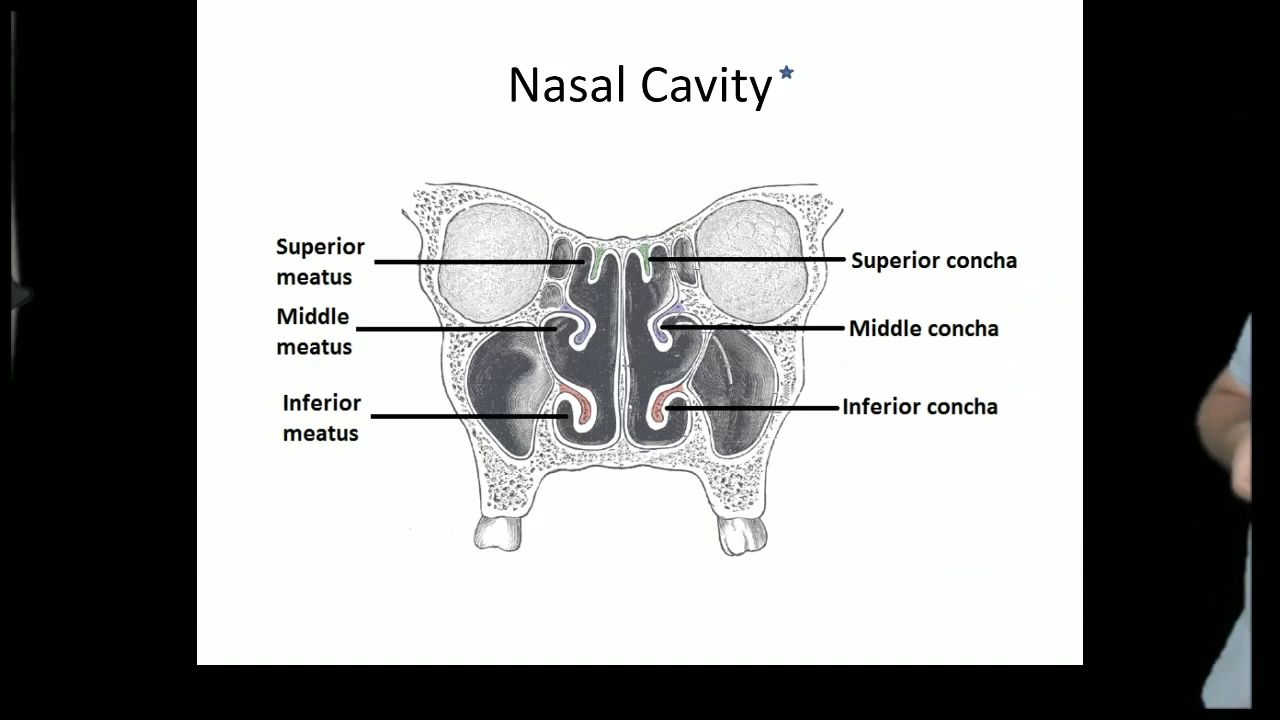 Nasal Cavity
Superior
meatus
Superior concha
Middle
meatus
Middle concha
Inferior
meatus
Inferior concha